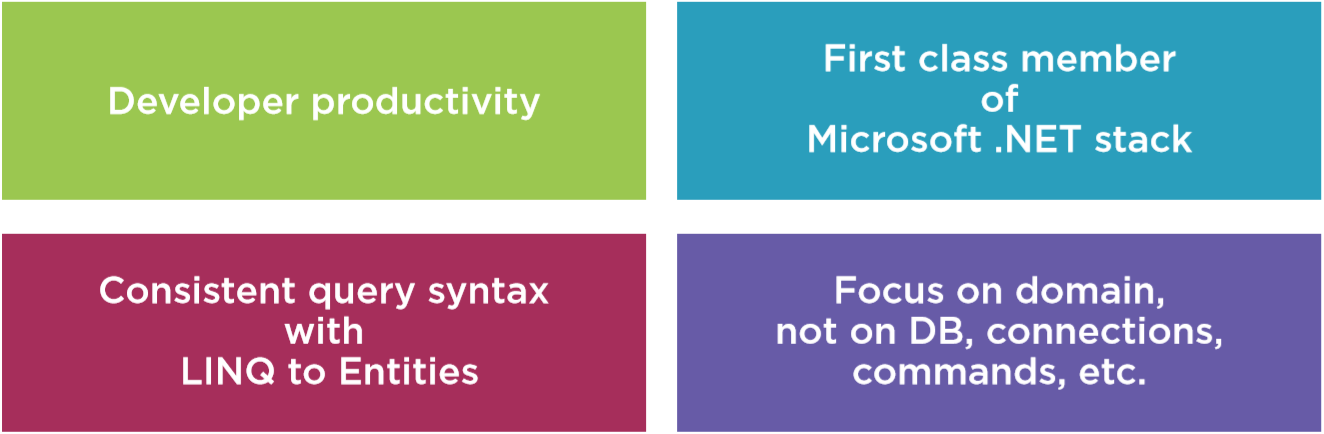 Developer productivity
First class member
of
Microsoft .NET stack
Consistent query syntax
with
LINQ to Entities
Focus on domain,
not on DB, connections,
commands, etc.